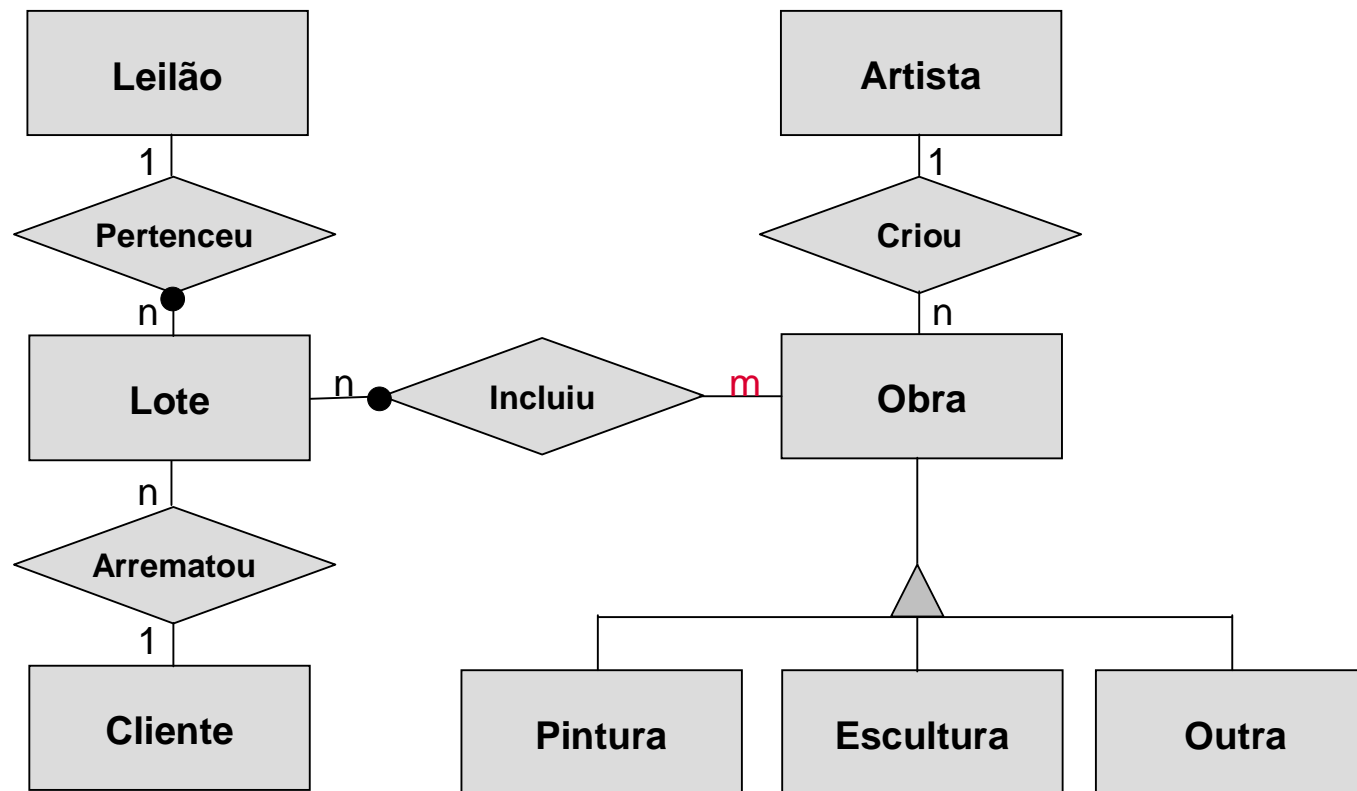 Leilão
Artista
1
1
Pertenceu
Criou
n
n
Lote
n
Incluiu
m
Obra
n
Arrematou
1
Cliente
Pintura
Escultura
Outra